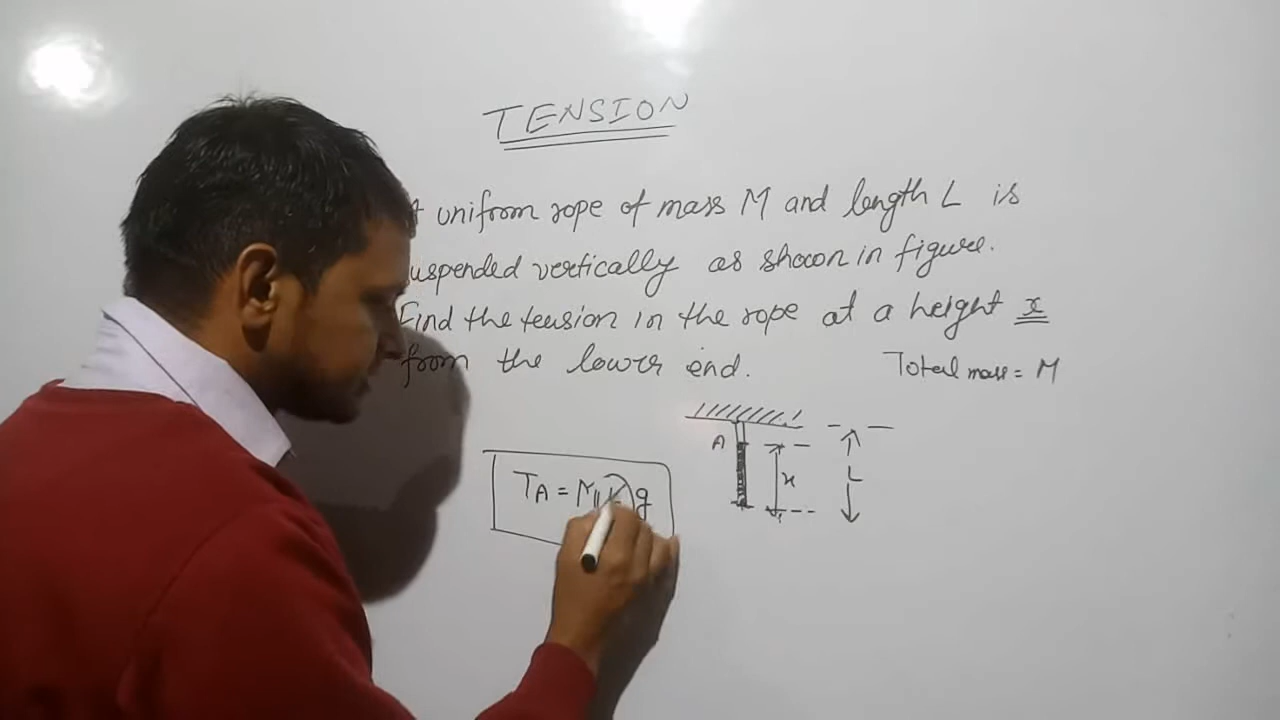 TENSION
uniform rope of mass M and length L is
uspended vertically as shown in figure.
Find the tension in the rope at a height x
from the lower end.
Total mass = M
A
x
L
T_A = g